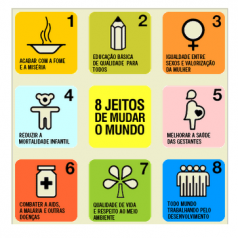 1
ACABAR COM A FOME
E A MISÉRIA
2
EDUCAÇÃO BÁSICA
DE QUALIDADE PARA
TODOS
3
IGUALDADE ENTRE
SEXOS E VALORIZAÇÃO
DA MULHER
4
REDUZIR A
MORTALIDADE INFANTIL
8 JEITOS
DE MUDAR
O MUNDO
5
MELHORAR A SAÚDE
DAS GESTANTES
6
COMBATER A AIDS,
A MALÁRIA E OUTRAS
DOENÇAS
7
QUALIDADE DE VIDA
E RESPEITO AO MEIO
AMBIENTE
8
TODO MUNDO
TRABALHANDO PELO
DESENVOLVIMENTO